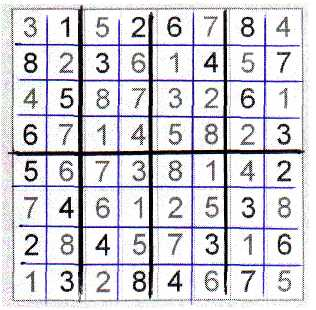 3 1 5 2 6 7 8 4
8 2 3 6 1 4 5 7
4 5 8 7 3 2 6 1
6 7 1 4 5 8 2 3
5 6 7 3 8 1 4 2
7 4 6 1 2 5 3 8
2 8 4 5 7 3 1 6
1 3 2 8 4 6 7 5